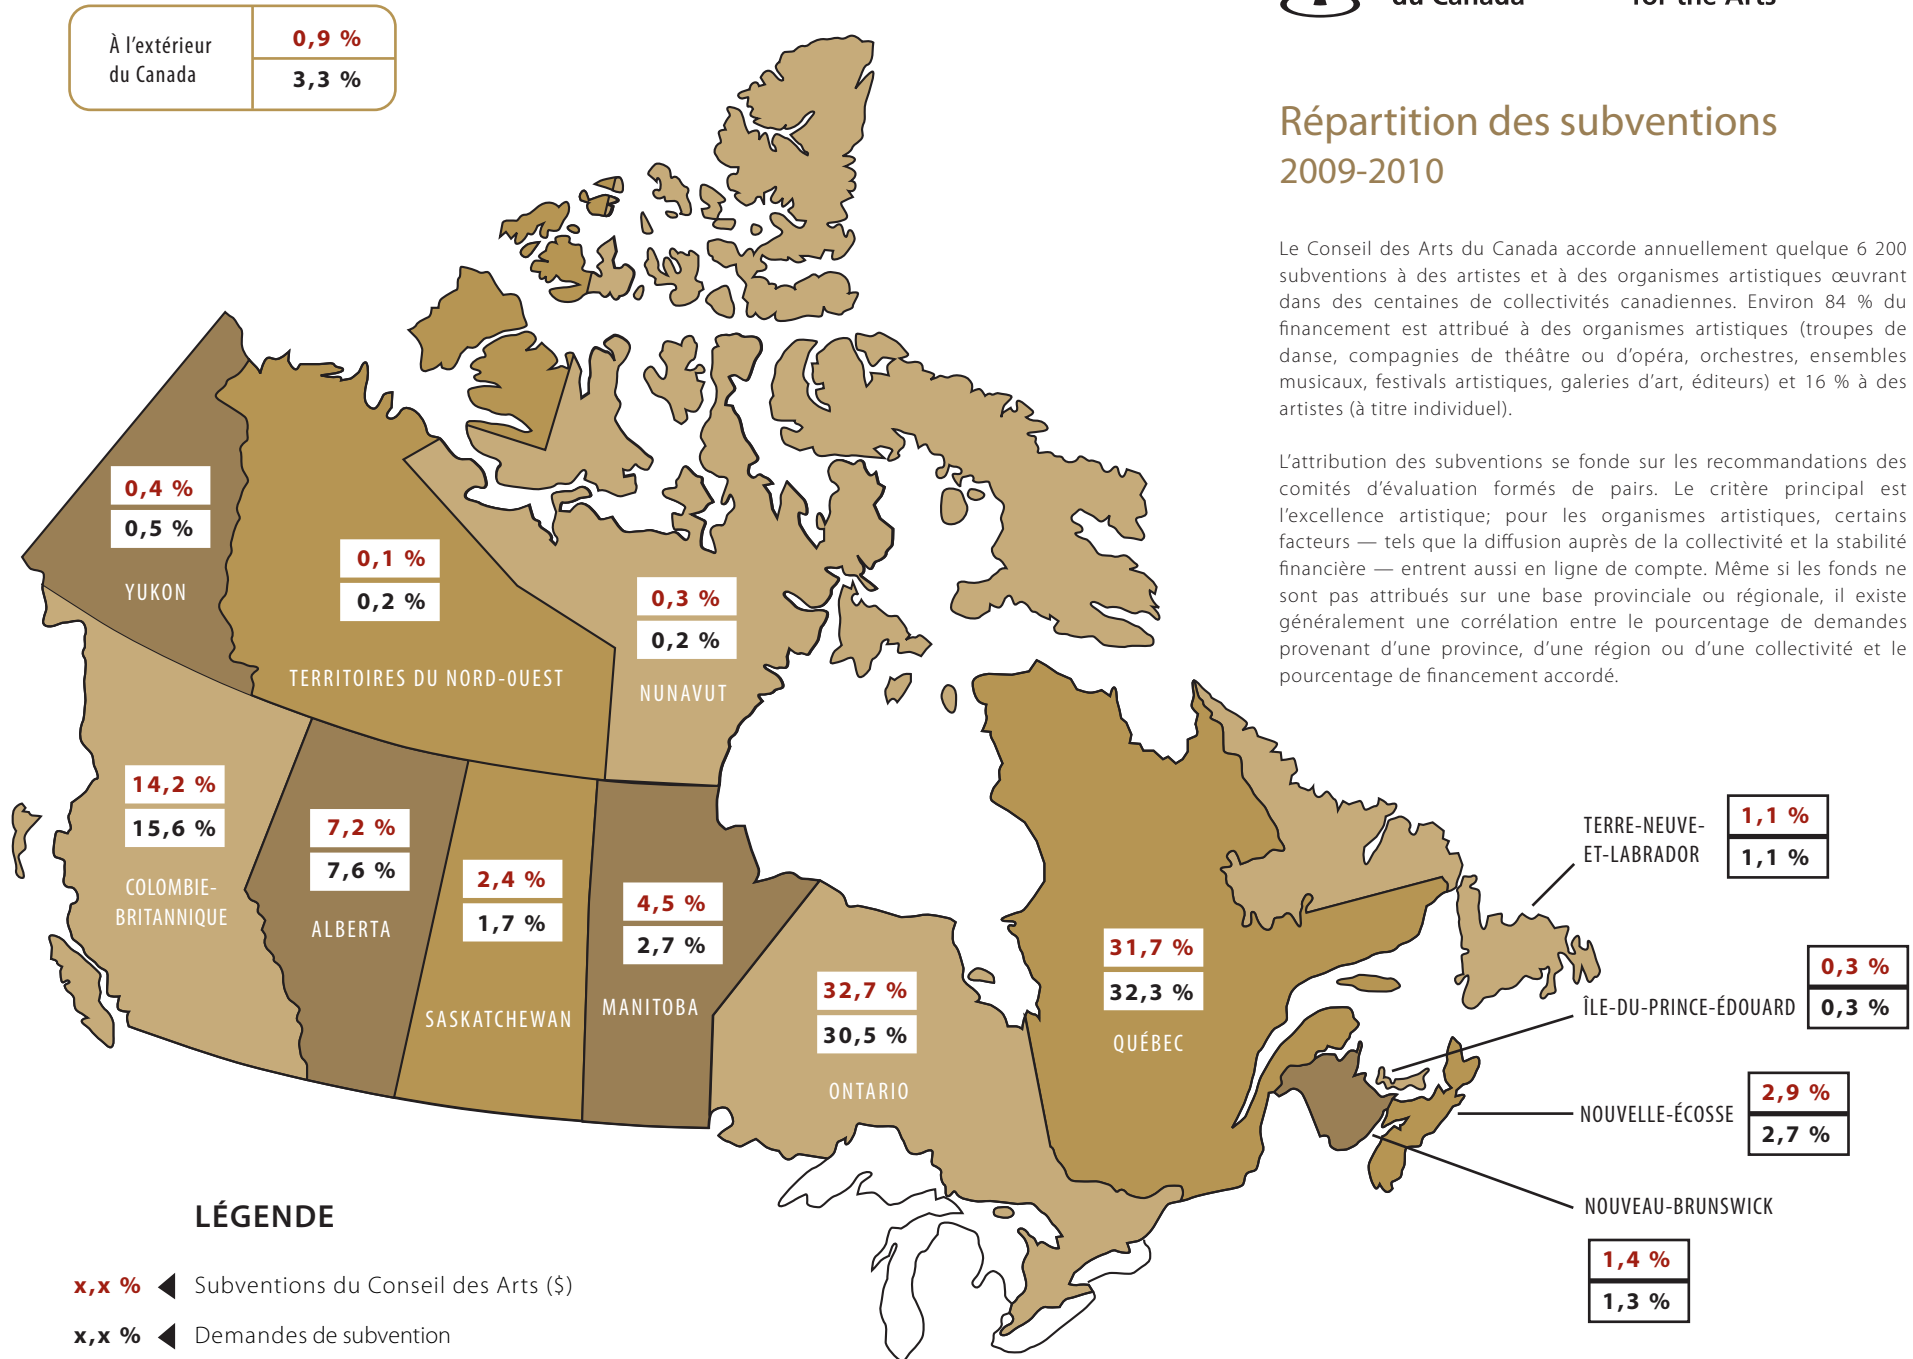 du Canada
for the Arts
À l'extérieur
du Canada
0,9 %
3,3 %
Répartition des subventions
2009-2010
Le Conseil des Arts du Canada accorde annuellement quelque 6 200
subventions à des artistes et à des organismes artistiques œuvrant
dans des centaines de collectivités canadiennes. Environ 84 % du
financement est attribué à des organismes artistiques (troupes de
danse, compagnies de théâtre ou d'opéra, orchestres, ensembles
musicaux, festivals artistiques, galeries d'art, éditeurs) et 16 % à des
artistes (à titre individuel).
L'attribution des subventions se fonde sur les recommandations des
comités d'évaluation formés de pairs. Le critère principal est
l'excellence artistique; pour les organismes artistiques, certains
facteurs — tels que la diffusion auprès de la collectivité et la stabilité
financière — entrent aussi en ligne de compte. Même si les fonds ne
sont pas attribués sur une base provinciale ou régionale, il existe
généralement une corrélation entre le pourcentage de demandes
provenant d'une province, d'une région ou d'une collectivité et le
pourcentage de financement accordé.
0,4 %
0,5 %
YUKON
0,1 %
0,2 %
TERRITOIRES DU NORD-OUEST
0,3 %
0,2 %
NUNAVUT
14,2 %
15,6 %
COLOMBIE-
BRITANNIQUE
7,2 %
7,6 %
ALBERTA
2,4 %
1,7 %
SASKATCHEWAN
4,5 %
2,7 %
MANITOBA
32,7 %
30,5 %
ONTARIO
31,7 %
32,3 %
QUÉBEC
TERRE-NEUVE-
ET-LABRADOR
1,1 %
1,1 %
ÎLE-DU-PRINCE-ÉDOUARD
0,3 %
0,3 %
NOUVELLE-ÉCOSSE
2,9 %
2,7 %
NOUVEAU-BRUNSWICK
1,4 %
1,3 %
LÉGENDE
x,x % Subventions du Conseil des Arts ($)
x,x % Demandes de subvention